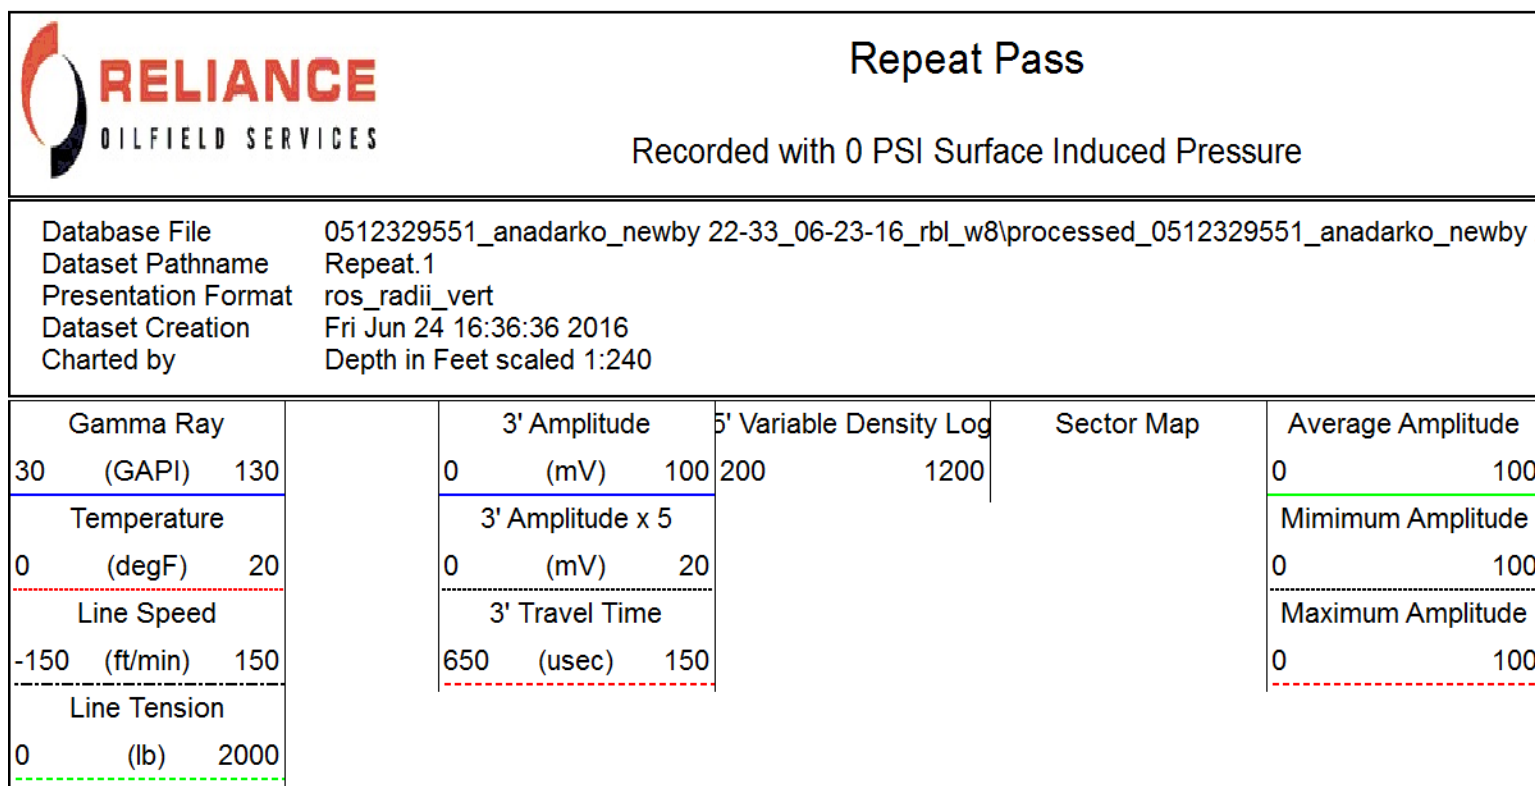 RELIANCE
OILFIELD SERVICES
Repeat Pass
Recorded with 0 PSI Surface Induced Pressure
Database File 0512329551_anadarko_newby 22-33_06-23-16_rbl_w8\processed_0512329551_anadarko_newby
Dataset Pathname Repeat.1
Presentation Format ros_radii_vert
Dataset Creation Fri Jun 24 16:36:36 2016
Charted by Depth in Feet scaled 1:240
Gamma Ray 3' Amplitude 5' Variable Density Log Sector Map Average Amplitude
30 (GAPI) 130 0 (mV) 100 200 1200 0 100
Temperature 3' Amplitude x 5 Mimimum Amplitude
0 (degF) 20 0 (mV) 20 0 100
Line Speed 3' Travel Time Maximum Amplitude
-150 (ft/min) 150 650 (usec) 150 0 100
Line Tension
0 (lb) 2000